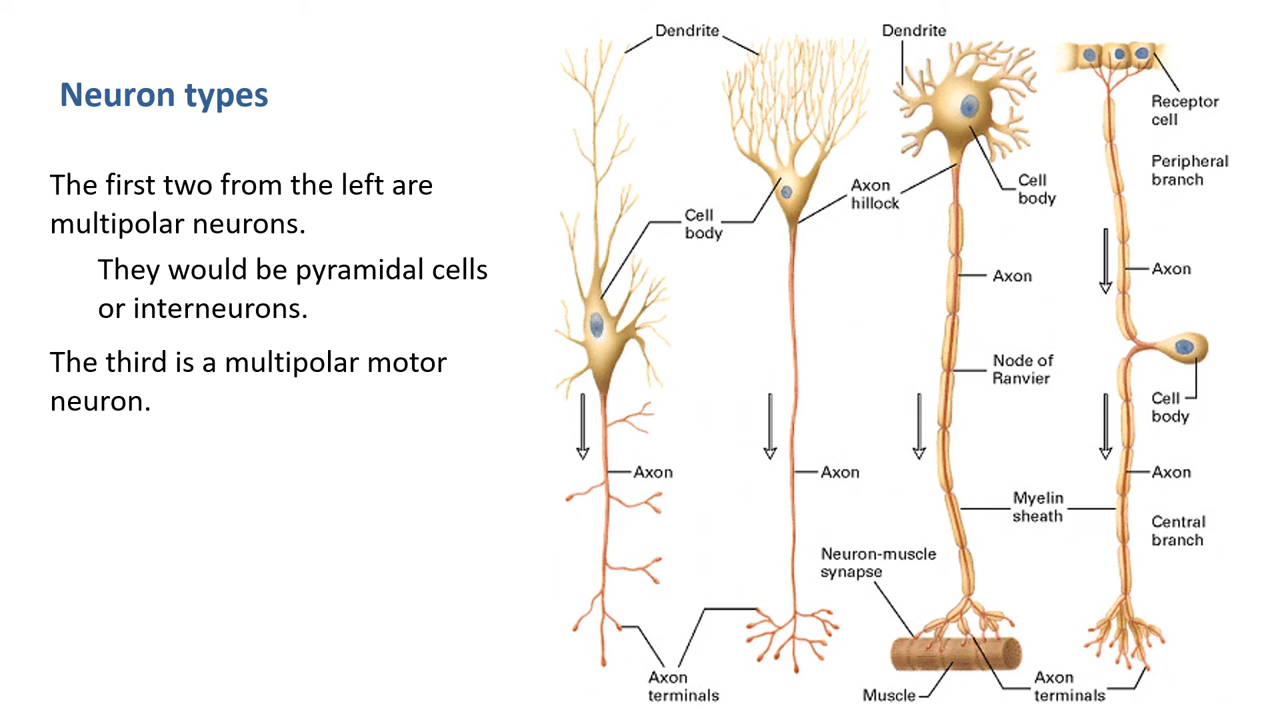 Neuron types
The first two from the left are
multipolar neurons.
They would be pyramidal cells
or interneurons.
The third is a multipolar motor
neuron.
Dendrite
Dendrite
Receptor
cell
Peripheral
branch
Cell
body
Axon
hillock
Cell
body
Axon
Axon
Node of
Ranvier
Cell
body
Axon
Axon
Axon
Myelin
sheath
Central
branch
Neuron-muscle
synapse
Axon
terminals
Muscle
Axon
terminals